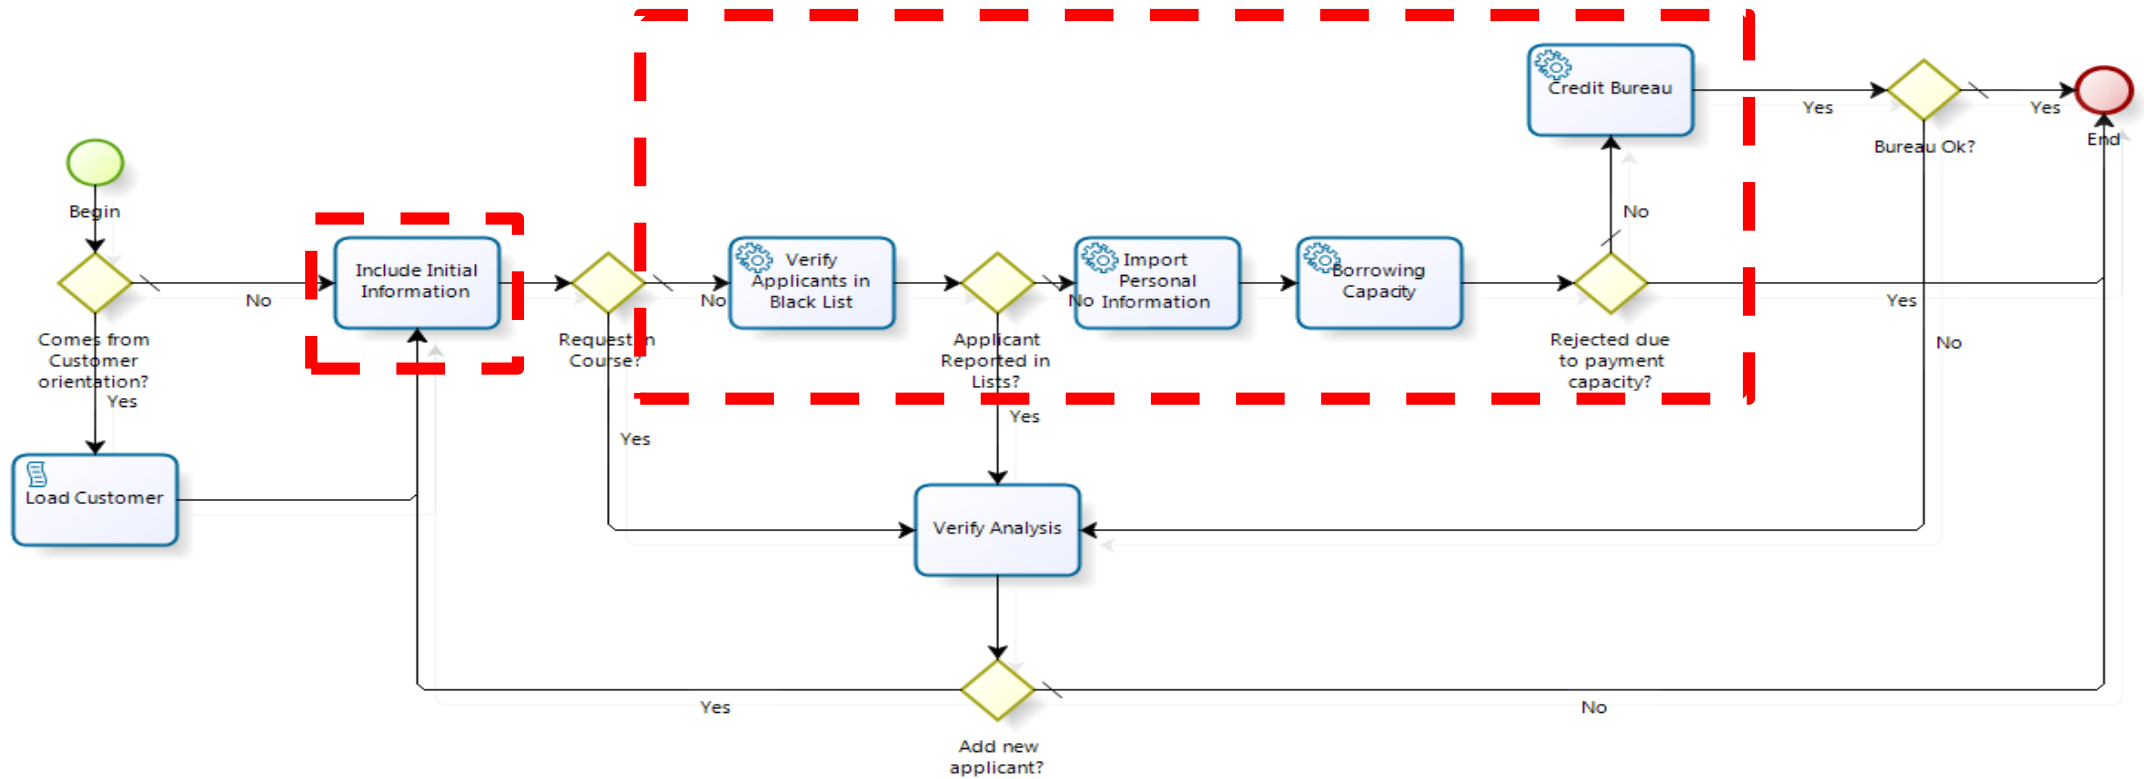 Credit Bureau
Yes
Yes
Bureau Ok?
End
Begin
No
Include Initial
Information
Verify
Applicants in
Black List
Import
Personal
Information
Borrowing
Capacity
No
No
No
Yes
Comes from
Customer
orientation?
Yes
Request in
Course?
Applicant
Reported in
Lists?
Rejected due
to payment
capacity?
No
Yes
Yes
Load Customer
Verify Analysis
Yes
No
Add new
applicant?